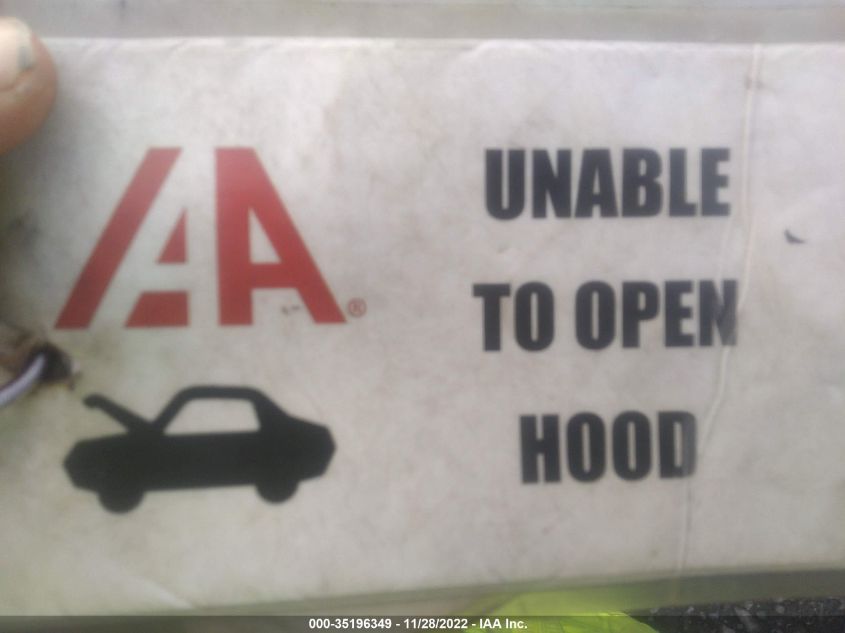 IAA®
UNABLE
TO OPEN
HOOD
000-35196349 - 11/28/2022 - IAA Inc.